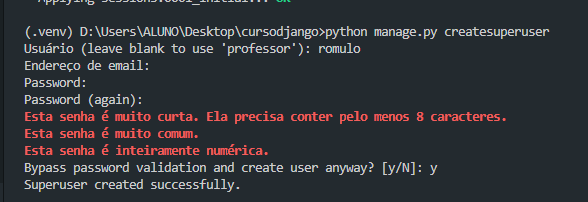 Applying sessions.0001_initial... OK
(.venv) D:\Users\ALUNO\Desktop\cursodjango>python manage.py createsuperuser
Usuário (leave blank to use 'professor'): romulo
Endereço de email:
Password:
Password (again):
Esta senha é muito curta. Ela precisa conter pelo menos 8 caracteres.
Esta senha é muito comum.
Esta senha é inteiramente numérica.
Bypass password validation and create user anyway? [y/N]: y
Superuser created successfully.